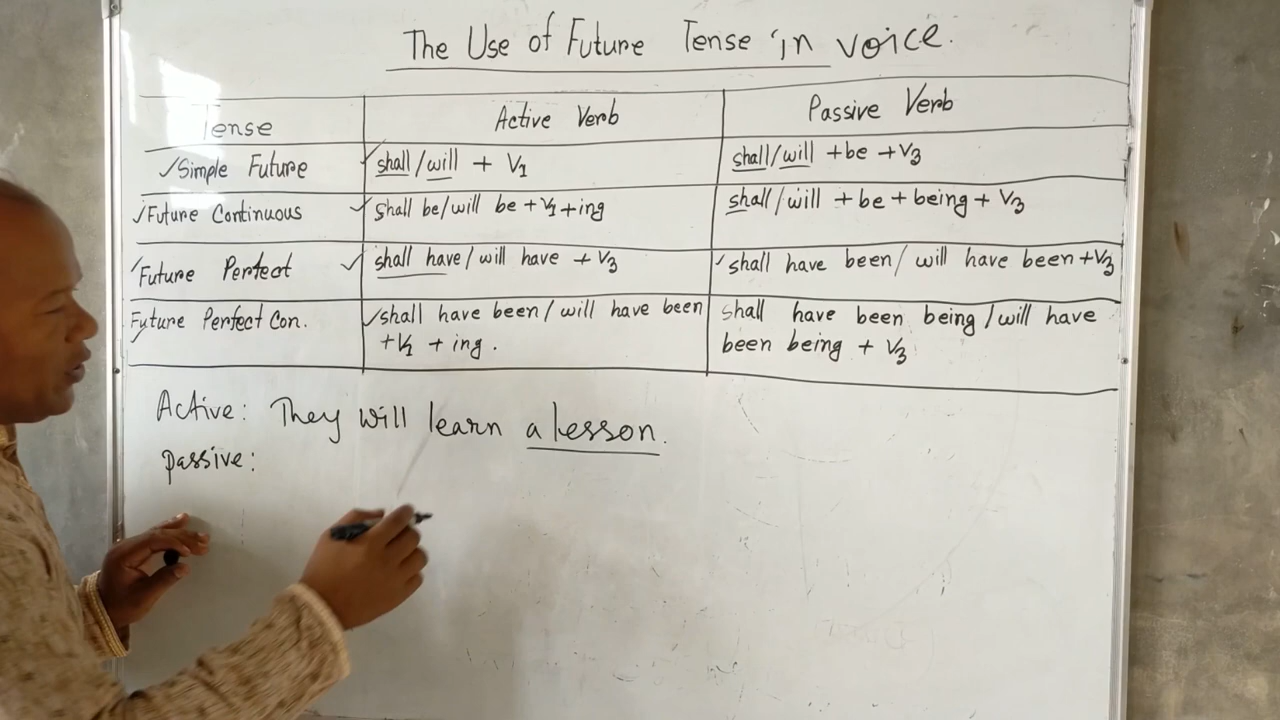 The Use of Future Tense in voice.
Tense Active Verb Passive Verb
Simple Future shall/will + V1 shall/will +be +V3
Future Continuous shall be/will be +V1+ing shall/will +be+being+V3
Future Perfect shall have/will have +V3 shall have been/will have been+V3
Future Perfect Con. shall have been/will have been shall have been being/will have
+V1 +ing. been being + V3
Active: They will learn a lesson.
Passive: